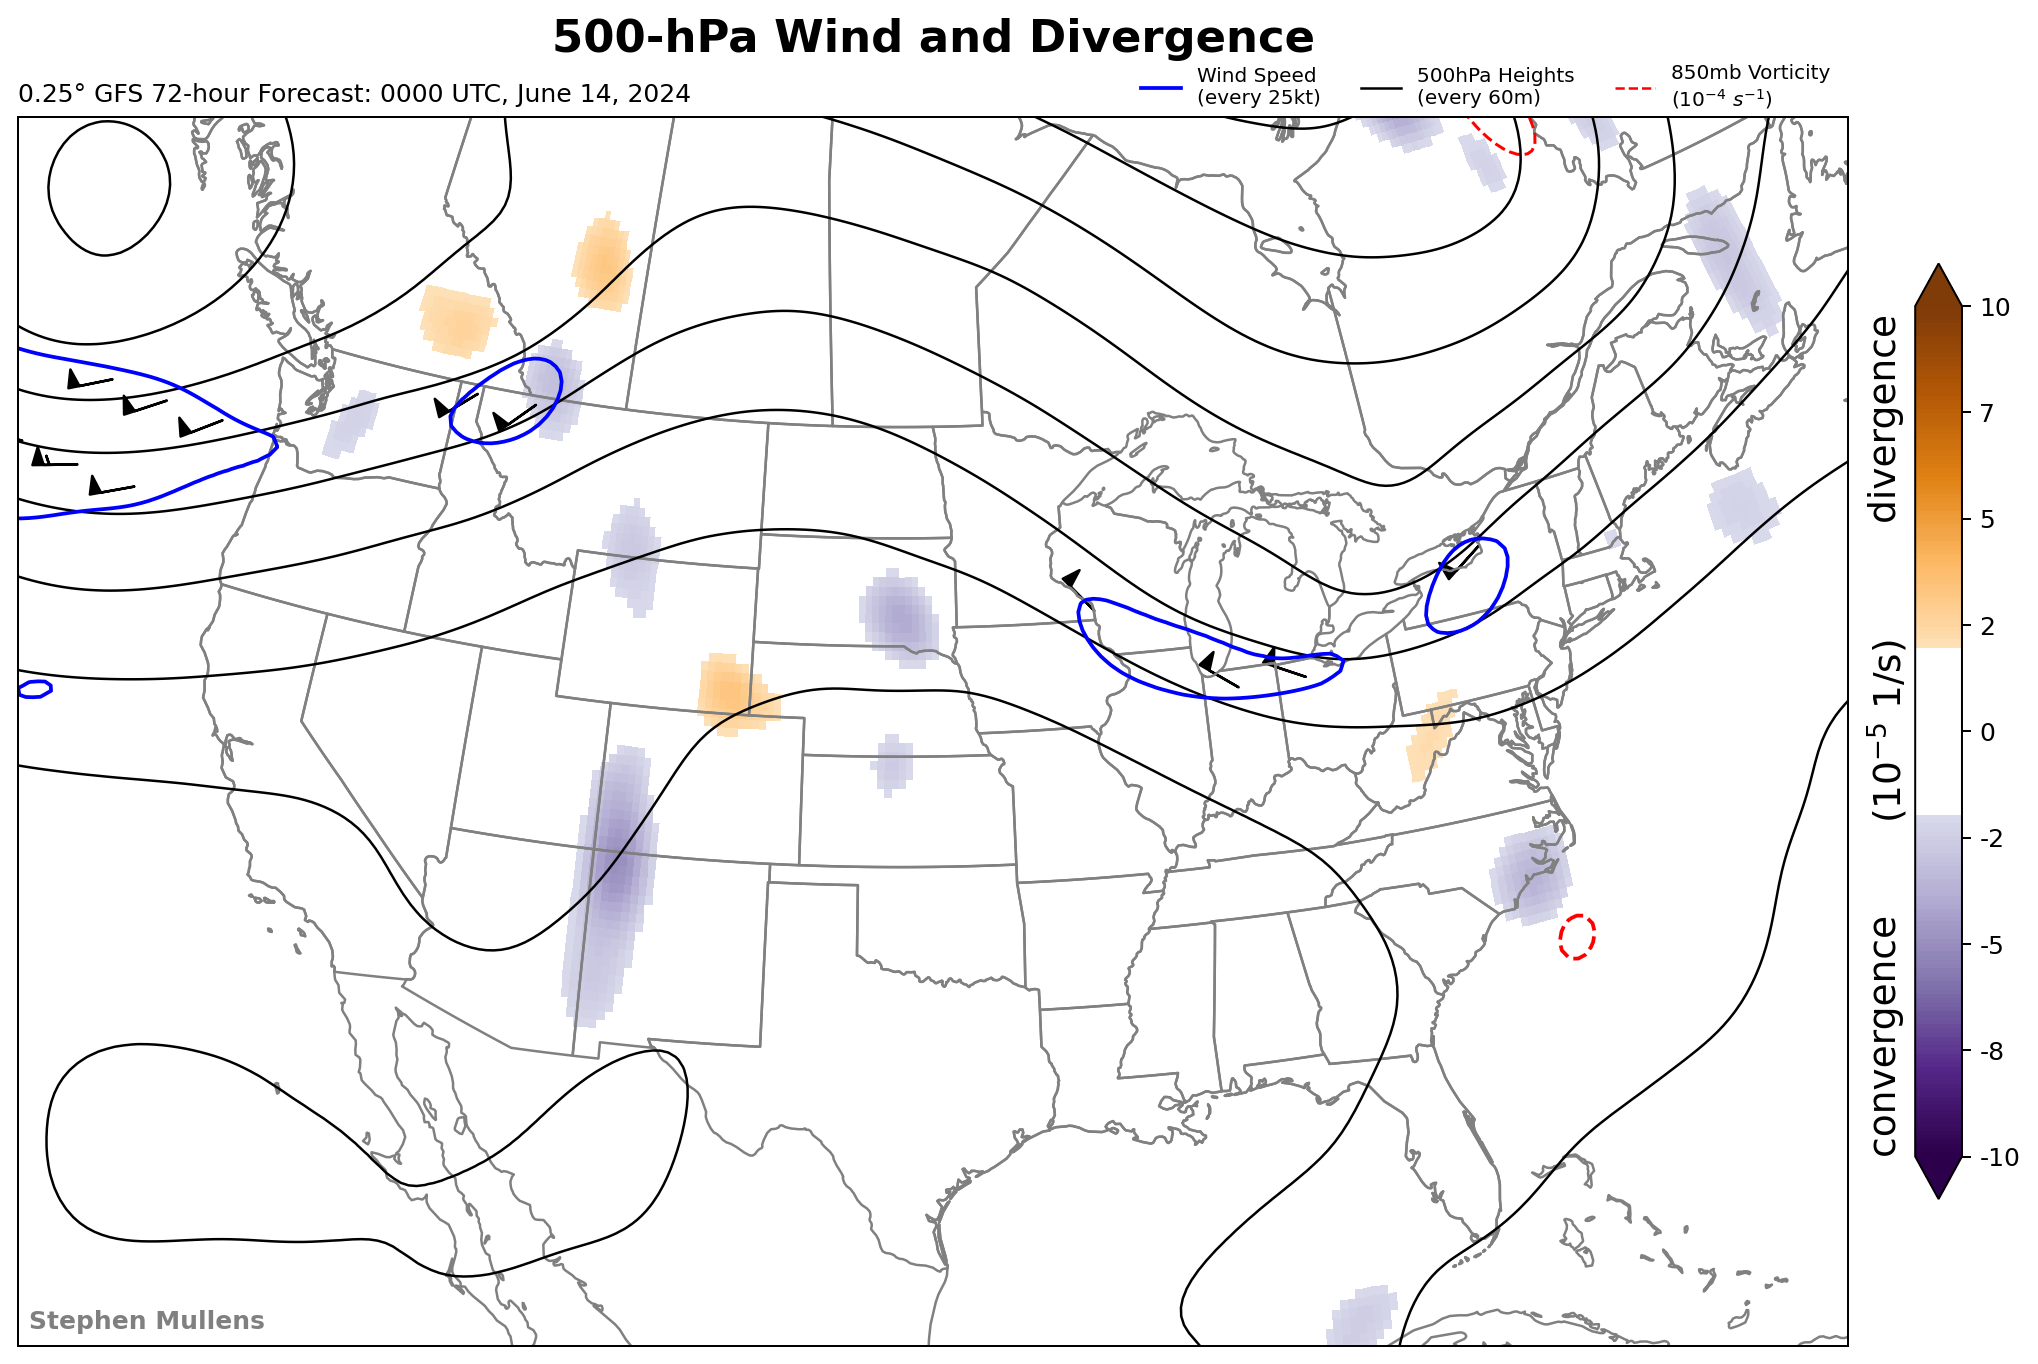 500-hPa Wind and Divergence
0.25° GFS 72-hour Forecast: 0000 UTC, June 14, 2024
Wind Speed
(every 25kt)
500hPa Heights
(every 60m)
850mb Vorticity
(10⁻⁴ s⁻¹)
10
7
5
2
0
-2
-5
-8
-10
convergence (10⁻⁵ 1/s) divergence
Stephen Mullens